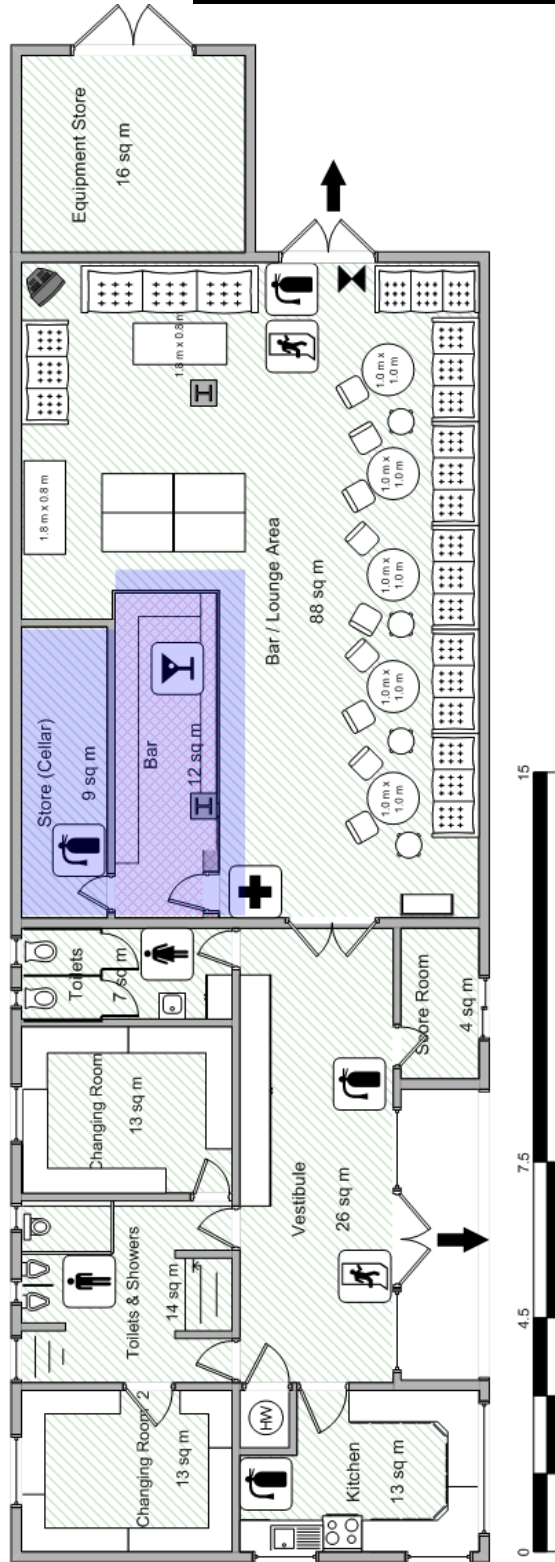 Equipment Store
16 sq m
1.8 m x 0.8 m
1.8 m x 0.8 m
1.0 m x
1.0 m
1.0 m x
1.0 m
1.0 m x
1.0 m
1.0 m x
1.0 m
1.0 m x
1.0 m
Bar / Lounge Area
88 sq m
Store (Cellar)
9 sq m
Bar
12 sq m
Toilets
7 sq m
Changing Room
13 sq m
Score Room
4 sq m
Vestibule
26 sq m
Toilets & Showers
14 sq m
Changing Room 2
13 sq m
HW
Kitchen
13 sq m
0
4.5
7.5
15